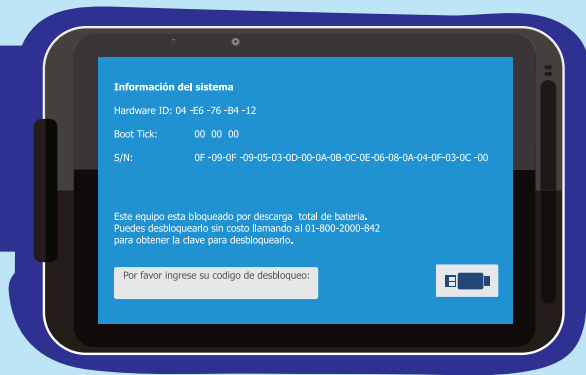 Información del sistema
Hardware ID: 04 -E6 -76 -B4 -12
Boot Tick: 00 00 00
S/N: 0F -09-0F -09-05-03-0D-00-0A-0B-0C-0E-06-08-0A-04-0F-03-0C -00
Este equipo esta bloqueado por descarga total de bateria.
Puedes desbloquearlo sin costo llamando al 01-800-2000-842
para obtener la clave para desbloquearlo.
Por favor ingrese su codigo de desbloqueo: